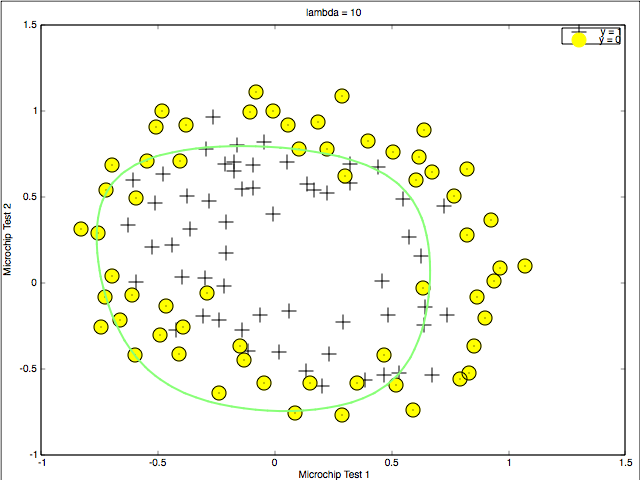 lambda = 10
1.5
y = 1
y = 0
1
0.5
Microchip Test 2
0
-0.5
-1
-1 -0.5 0 0.5 1 1.5
Microchip Test 1